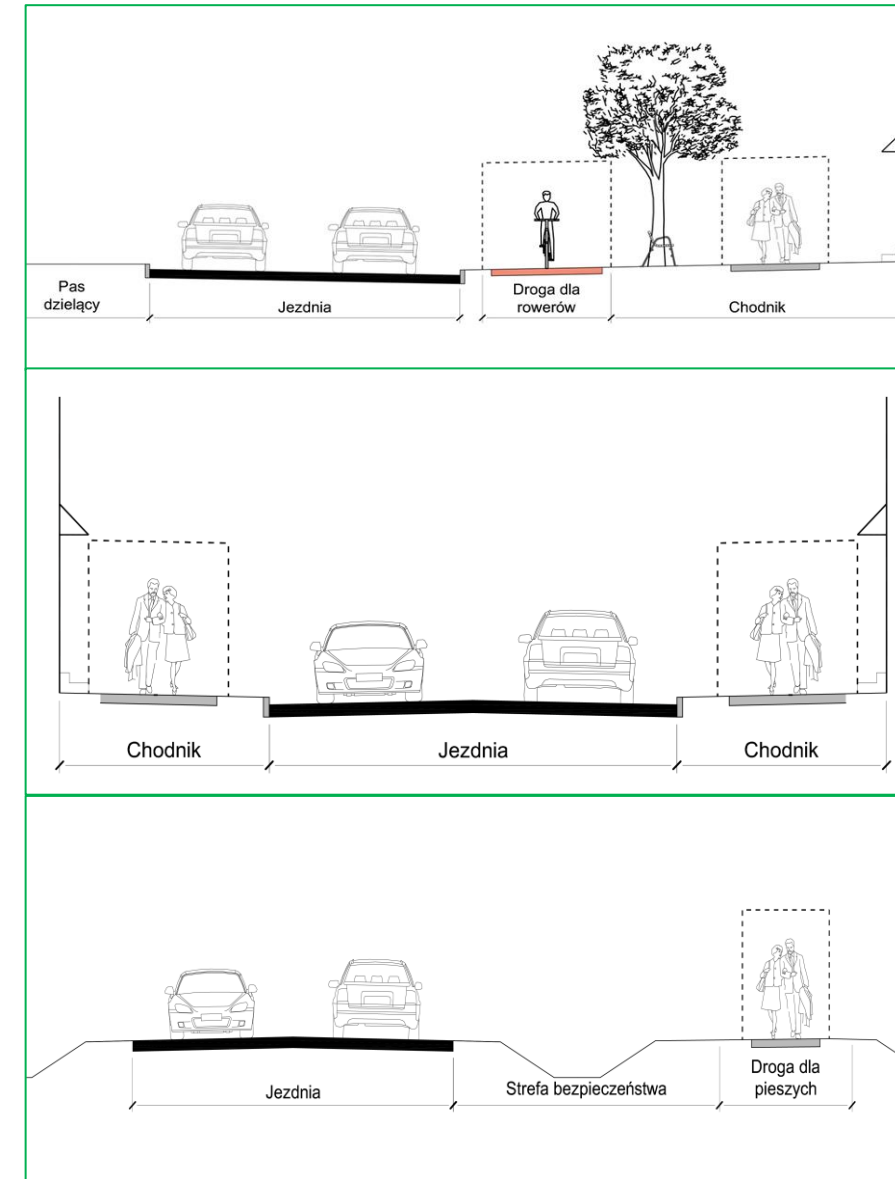 Pas
dzielący
Jezdnia
Droga dla
rowerów
Chodnik
Chodnik
Jezdnia
Chodnik
Jezdnia
Strefa bezpieczeństwa
Droga dla
pieszych